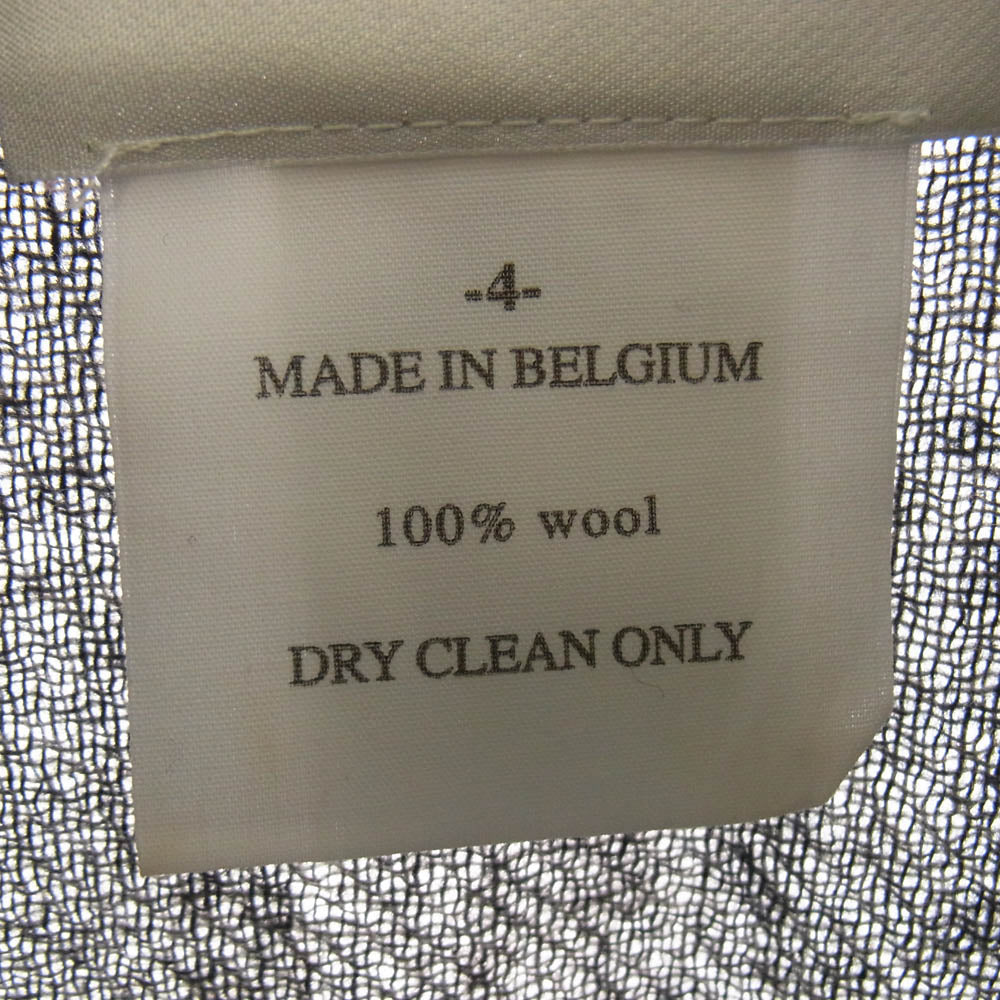 -4-
MADE IN BELGIUM
100% wool
DRY CLEAN ONLY